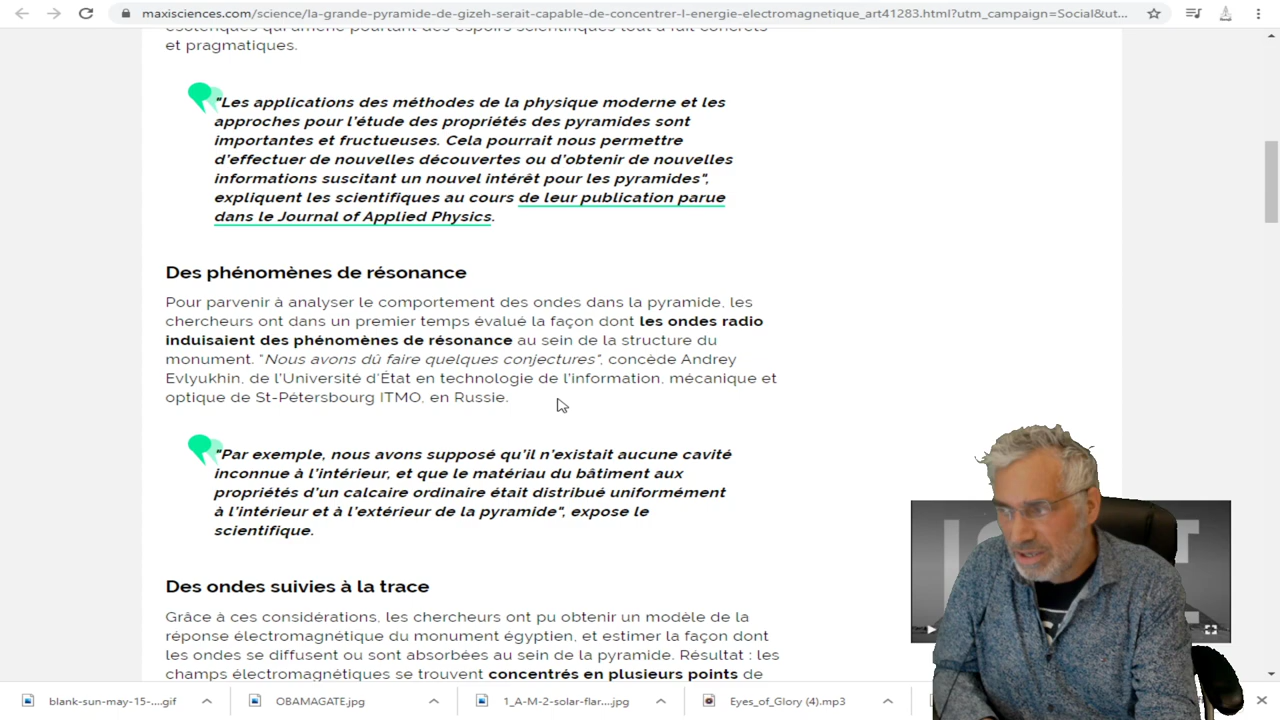 maxisciences.com/science/la-grande-pyramide-de-gizeh-serait-capable-de-concentrer-l-energie-electromagnetique_art41283.html?utm_campaign=Social&ut...
et pragmatiques.
"Les applications des méthodes de la physique moderne et les
approches pour l'étude des propriétés des pyramides sont
importantes et fructueuses. Cela pourrait nous permettre
d'effectuer de nouvelles découvertes ou d'obtenir de nouvelles
informations suscitant un nouvel intérêt pour les pyramides",
expliquent les scientifiques au cours de leur publication parue
dans le Journal of Applied Physics.
Des phénomènes de résonance
Pour parvenir à analyser le comportement des ondes dans la pyramide, les
chercheurs ont dans un premier temps évalué la façon dont les ondes radio
induisaient des phénomènes de résonance au sein de la structure du
monument. "Nous avons dû faire quelques conjectures", concède Andrey
Evlyukhin, de l'Université d'État en technologie de l'information, mécanique et
optique de St-Pétersbourg ITMO, en Russie.
"Par exemple, nous avons supposé qu'il n'existait aucune cavité
inconnue à l'intérieur, et que le matériau du bâtiment aux
propriétés d'un calcaire ordinaire était distribué uniformément
à l'intérieur et à l'extérieur de la pyramide", expose le
scientifique.
Des ondes suivies à la trace
Grâce à ces considérations, les chercheurs ont pu obtenir un modèle de la
réponse électromagnétique du monument égyptien, et estimer la façon dont
les ondes se diffusent ou sont absorbées au sein de la pyramide. Résultat : les
champs électromagnétiques se trouvent concentrés en plusieurs points de
blank-sun-may-15-....gif
OBAMAGATE.jpg
1_A-M-2-solar-flar....jpg
Eyes_of_Glory (4).mp3